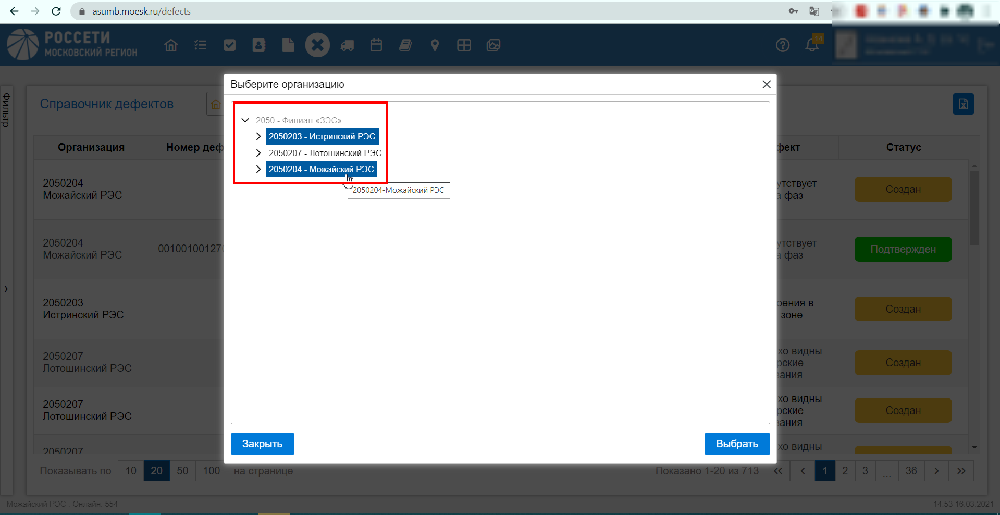 asumb.moesk.ru/defects
РОССЕТИ
МОСКОВСКИЙ РЕГИОН
14
Фильтр
Справочник дефектов
Выберите организацию
2050 - Филиал «ЗЭС»
2050203 - Истринский РЭС
2050207 - Лотошинский РЭС
2050204 - Можайский РЭС
2050204-Можайский РЭС
Закрыть
Выбрать
Организация
Номер деф
фект
Статус
2050204
Можайский РЭС
утствует
а фаз
Создан
2050204
Можайский РЭС
00100100127
утствует
а фаз
Подтвержден
2050203
Истринский РЭС
рения в
зоне
Создан
2050207
Лотошинский РЭС
хо видны
рские
вания
Создан
2050207
Лотошинский РЭС
хо видны
рские
вания
Создан
2050207
хо видны
Показывать по 10 20 50 100 на странице
Показано 1-20 из 713 1 2 3 ... 36
Можайский РЭС . Онлайн: 554
14:53 16.03.2021